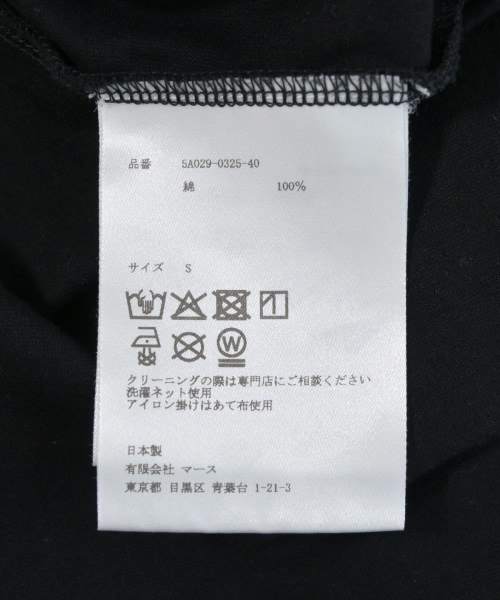 品番 5A029-0325-40
綿 100%
サイズ S
W
クリーニングの際は専門店にご相談ください
洗濯ネット使用
アイロン掛けはあて布使用
日本製
有限会社 マース
東京都 目黒区 青葉台 1-21-3